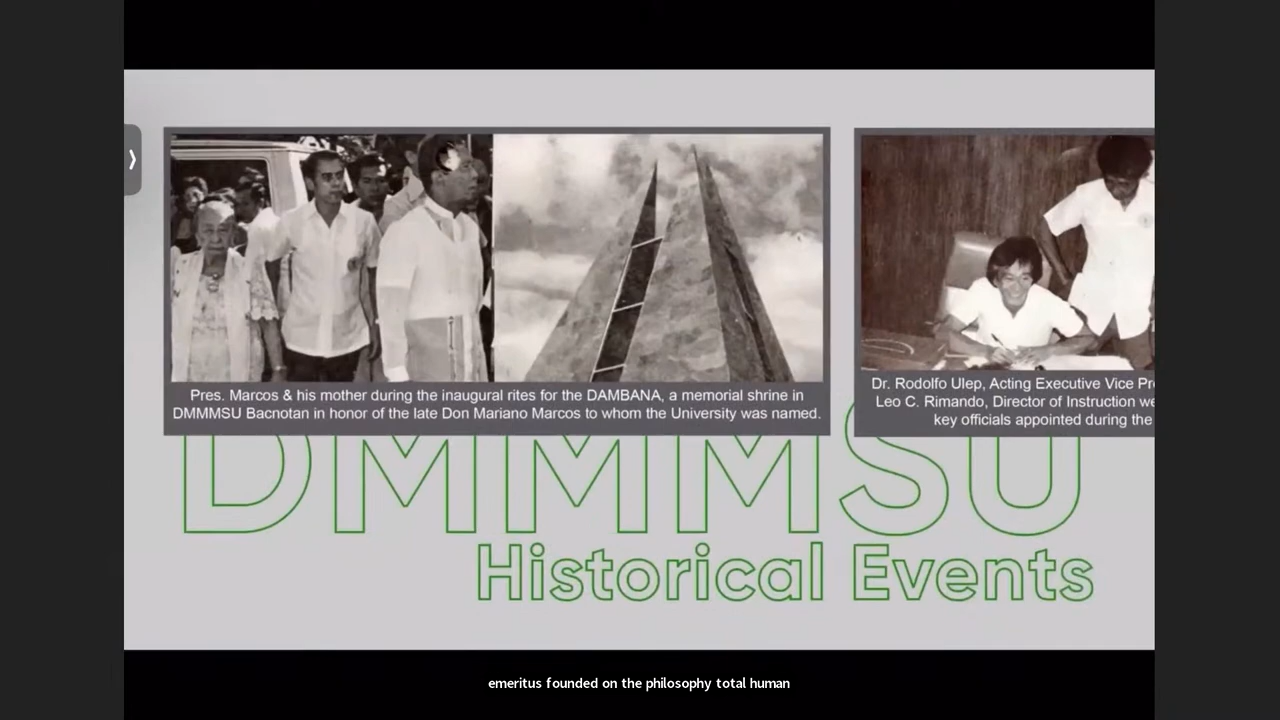 Pres. Marcos & his mother during the inaugural rites for the DAMBANA, a memorial shrine in
DMMMSU Bacnotan in honor of the late Don Mariano Marcos to whom the University was named.
Dr. Rodolfo Ulep, Acting Executive Vice Pr
Leo C. Rimando, Director of Instruction we
key officials appointed during the
DMMMSU
Historical Events
emeritus founded on the philosophy total human